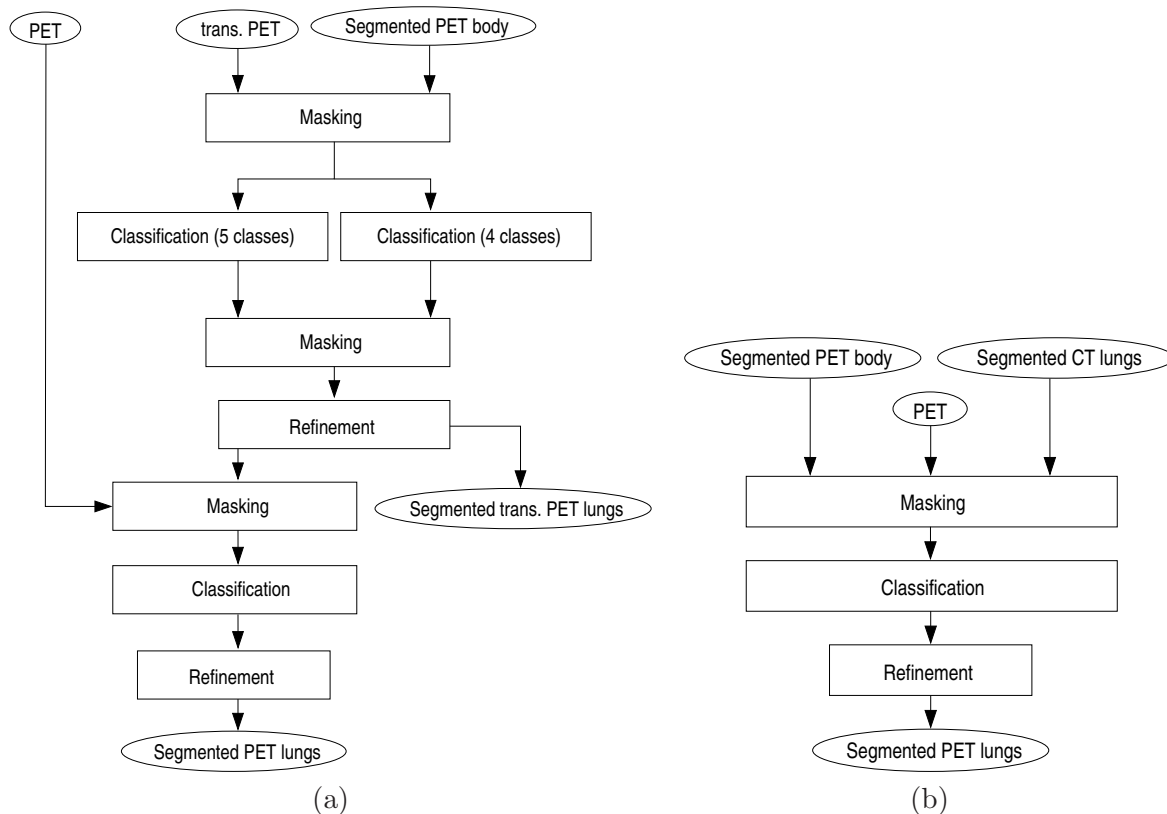 PET
trans. PET
Segmented PET body
Masking
Classification (5 classes)
Classification (4 classes)
Masking
Refinement
Masking
Segmented trans. PET lungs
Classification
Refinement
Segmented PET lungs
(a)
Segmented PET body
Segmented CT lungs
PET
Masking
Classification
Refinement
Segmented PET lungs
(b)